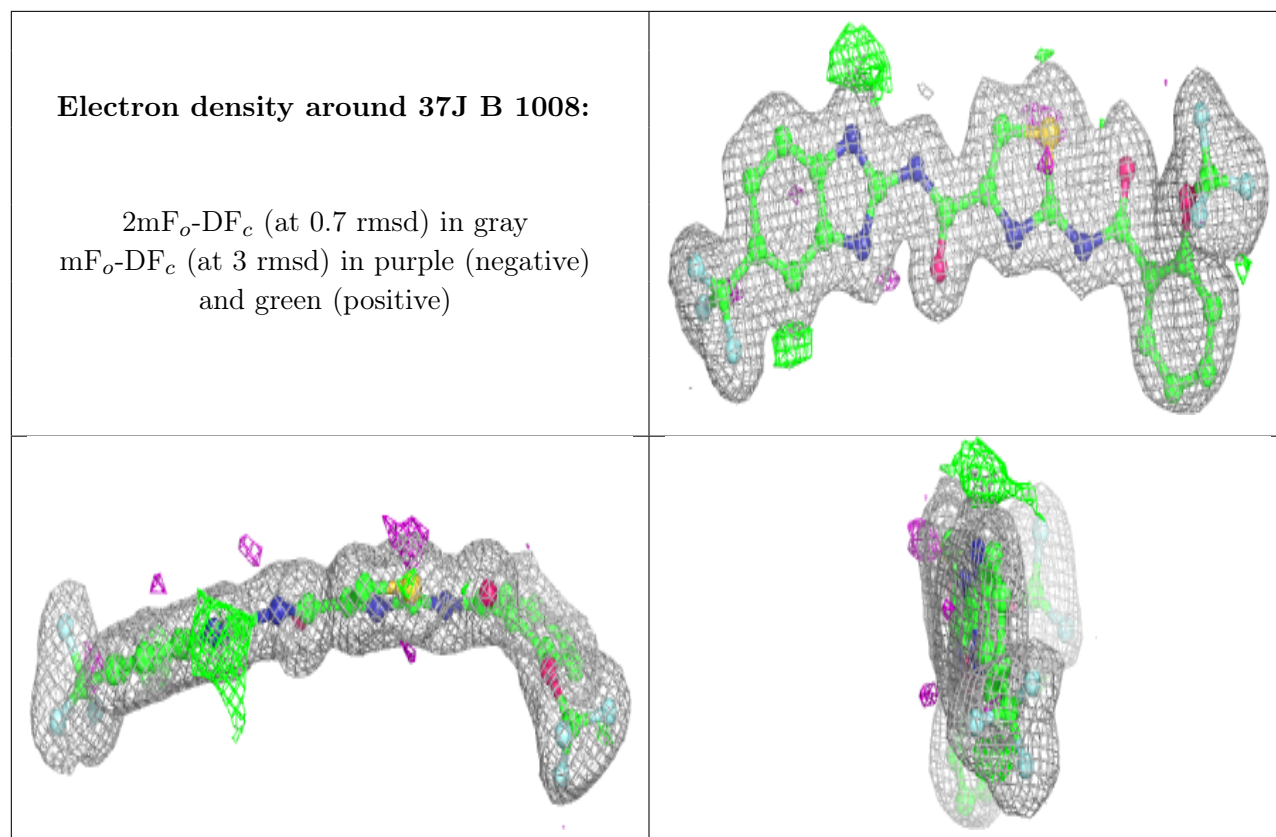 Electron density around 37J B 1008:
2mFo-DFc (at 0.7 rmsd) in gray
mFo-DFc (at 3 rmsd) in purple (negative)
and green (positive)